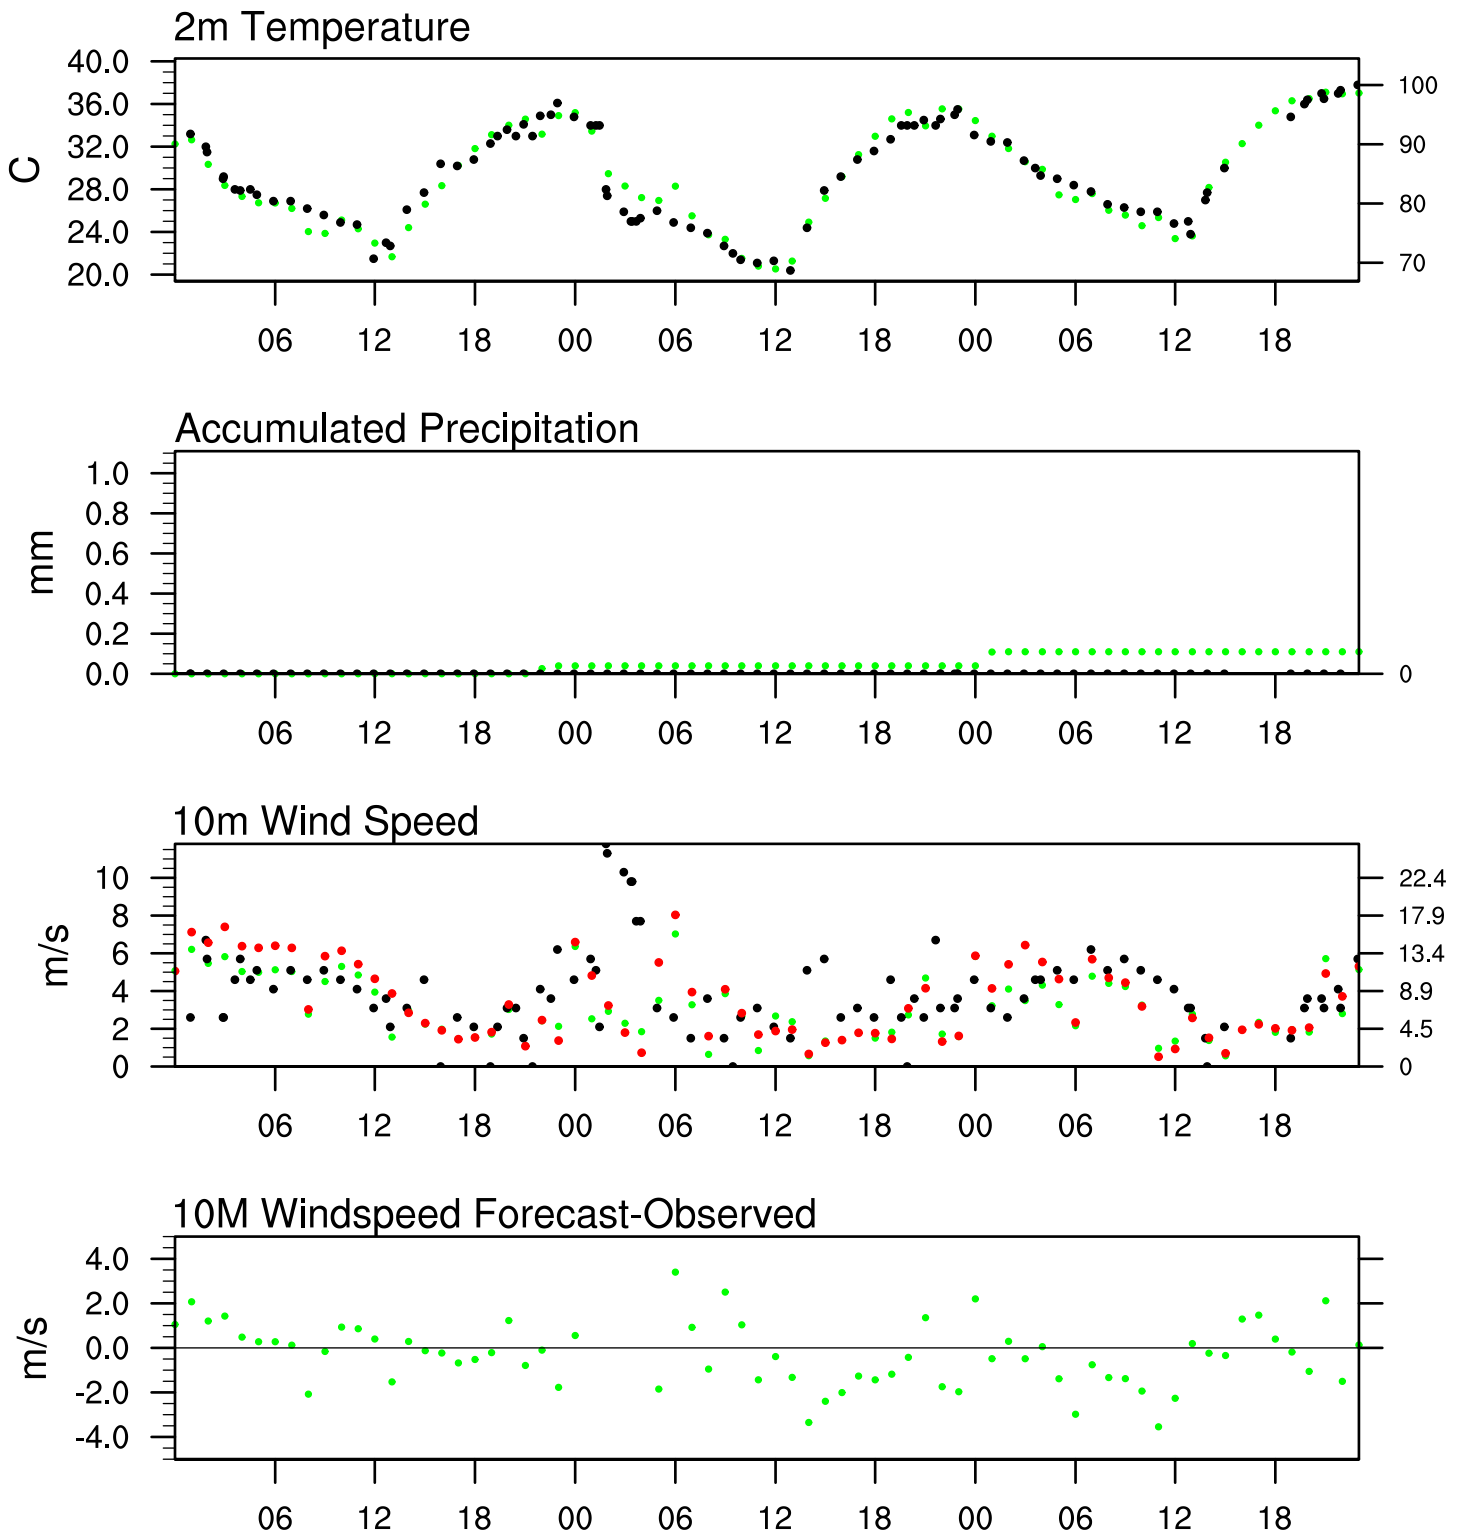 2m Temperature
40.0
36.0
32.0
28.0
24.0
20.0
C
100
90
80
70
06 12 18 00 06 12 18 00 06 12 18
Accumulated Precipitation
1.0
0.8
0.6
0.4
0.2
0.0
mm
0
06 12 18 00 06 12 18 00 06 12 18
10m Wind Speed
10
8
6
4
2
0
m/s
22.4
17.9
13.4
8.9
4.5
0
06 12 18 00 06 12 18 00 06 12 18
10M Windspeed Forecast-Observed
4.0
2.0
0.0
-2.0
-4.0
m/s
06 12 18 00 06 12 18 00 06 12 18